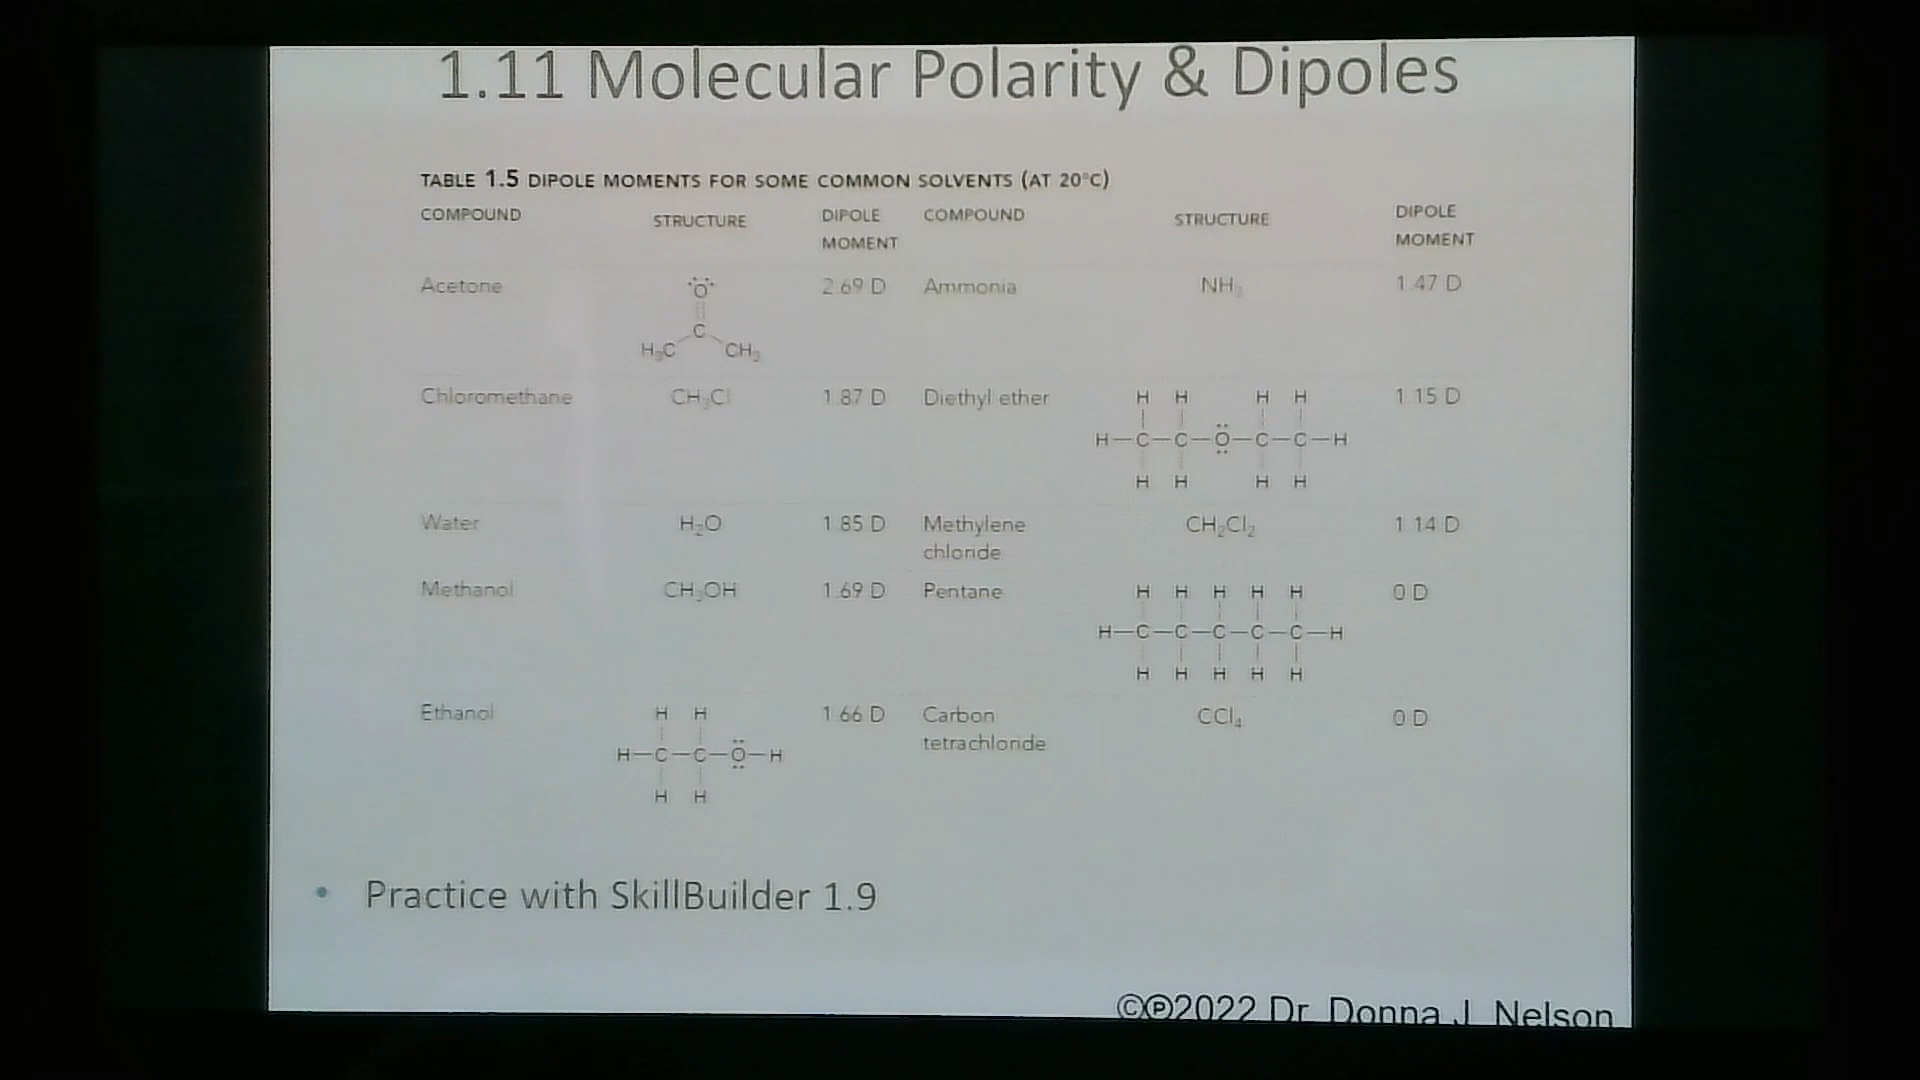 1.11 Molecular Polarity & Dipoles
TABLE 1.5 DIPOLE MOMENTS FOR SOME COMMON SOLVENTS (AT 20°C)
COMPOUND STRUCTURE DIPOLE MOMENT COMPOUND STRUCTURE DIPOLE MOMENT
Acetone :O: 2.69 D Ammonia NH₃ 1.47 D
C
H₃C CH₃
Chloromethane CH₃Cl 1.87 D Diethyl ether H H H H 1.15 D
H—C—C—Ö—C—C—H
H H H H
Water H₂O 1.85 D Methylene chloride CH₂Cl₂ 1.14 D
Methanol CH₃OH 1.69 D Pentane H H H H H 0 D
H—C—C—C—C—C—H
H H H H H
Ethanol H H 1.66 D Carbon tetrachloride CCl₄ 0 D
H—C—C—Ö—H
H H
• Practice with SkillBuilder 1.9
©℗2022 Dr. Donna J. Nelson